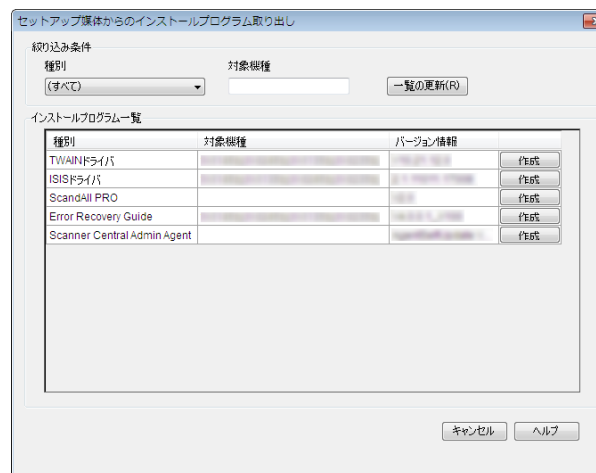 セットアップ媒体からのインストールプログラム取り出し
絞り込み条件
種別 対象機種
(すべて) 一覧の更新(R)
インストールプログラム一覧
種別 対象機種 バージョン情報
TWAINドライバ 作成
ISISドライバ 作成
ScandAll PRO 作成
Error Recovery Guide 作成
Scanner Central Admin Agent 作成
キャンセル ヘルプ